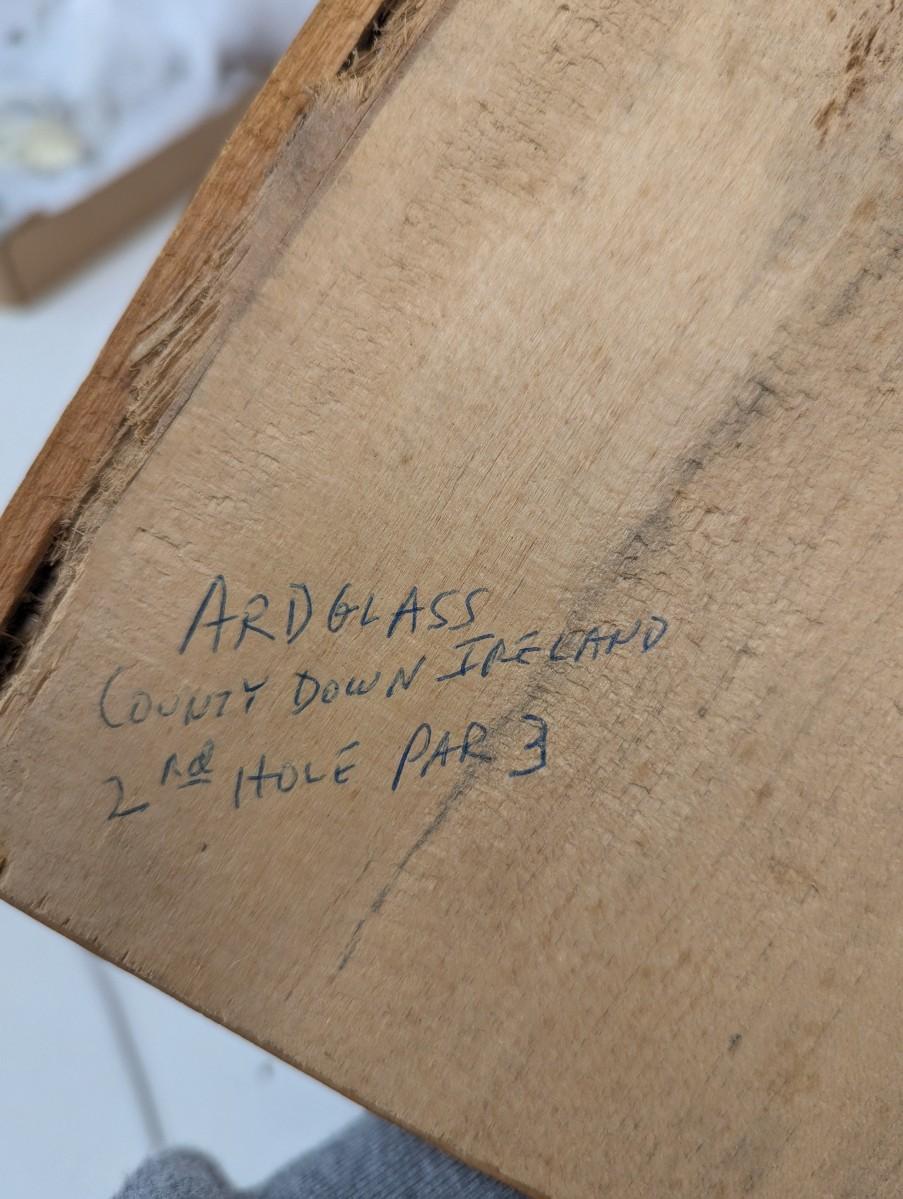 ARDGLASS
COUNTY DOWN IRELAND
2ND HOLE PAR 3